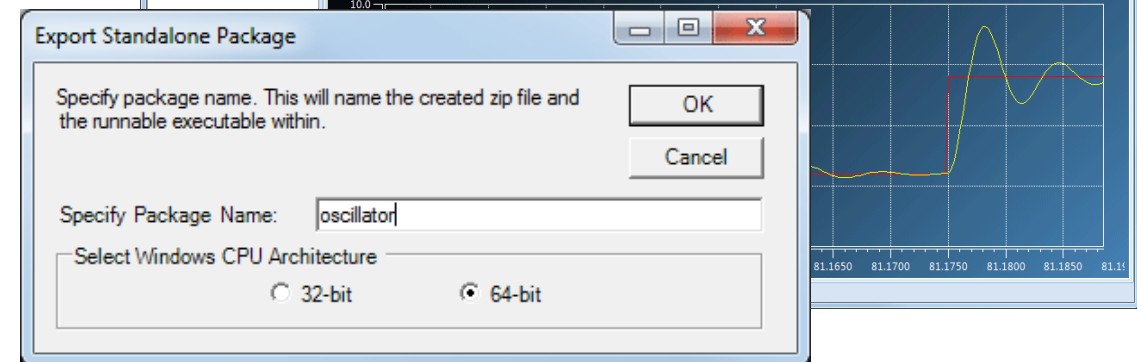 10.0
Export Standalone Package
Specify package name. This will name the created zip file and
the runnable executable within.
OK
Cancel
Specify Package Name: oscillator
Select Windows CPU Architecture
32-bit 64-bit
81.1650 81.1700 81.1750 81.1800 81.1850 81.19